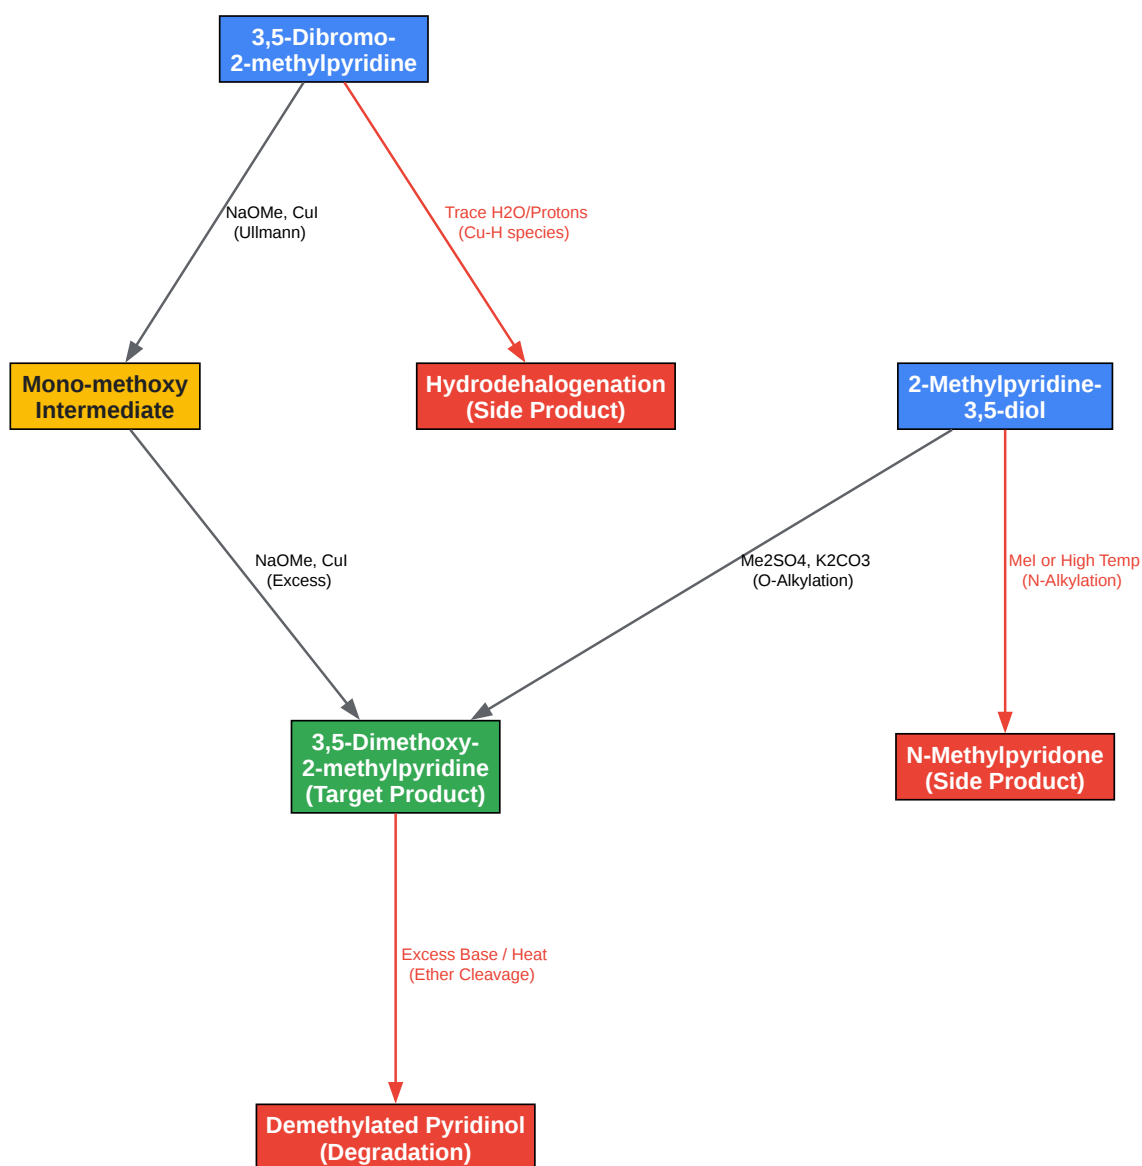 3,5-Dibromo-
2-methylpyridine
NaOMe, CuI
(Ullmann)
Trace H2O/Protons
(Cu-H species)
Mono-methoxy
Intermediate
Hydrodehalogenation
(Side Product)
2-Methylpyridine-
3,5-diol
NaOMe, CuI
(Excess)
Me2SO4, K2CO3
(O-Alkylation)
MeI or High Temp
(N-Alkylation)
3,5-Dimethoxy-
2-methylpyridine
(Target Product)
N-Methylpyridone
(Side Product)
Excess Base / Heat
(Ether Cleavage)
Demethylated Pyridinol
(Degradation)